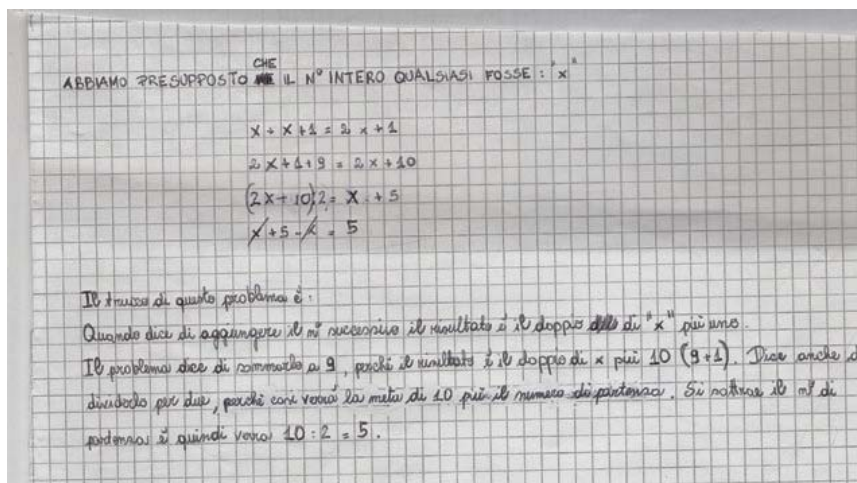 ABBIAMO PRESUPPOSTO CHE IL N° INTERO QUALSIASI FOSSE: "x"
x + x + 1 = 2x + 1
2x + 1 + 9 = 2x + 10
(2x + 10):2 = x + 5
x + 5 - x = 5
Il trucco di questo problema è:
Quando dice di aggiungere il n° successivo il risultato è il doppio di "x" più uno.
Il problema dice di sommarlo a 9, perché il risultato è il doppio di x più 10 (9+1). Dice anche
dividerlo per due, perché così verrà la metà di 10 più il numero di partenza. Si sottrae il n° di
partenza e quindi verrà 10 : 2 = 5.